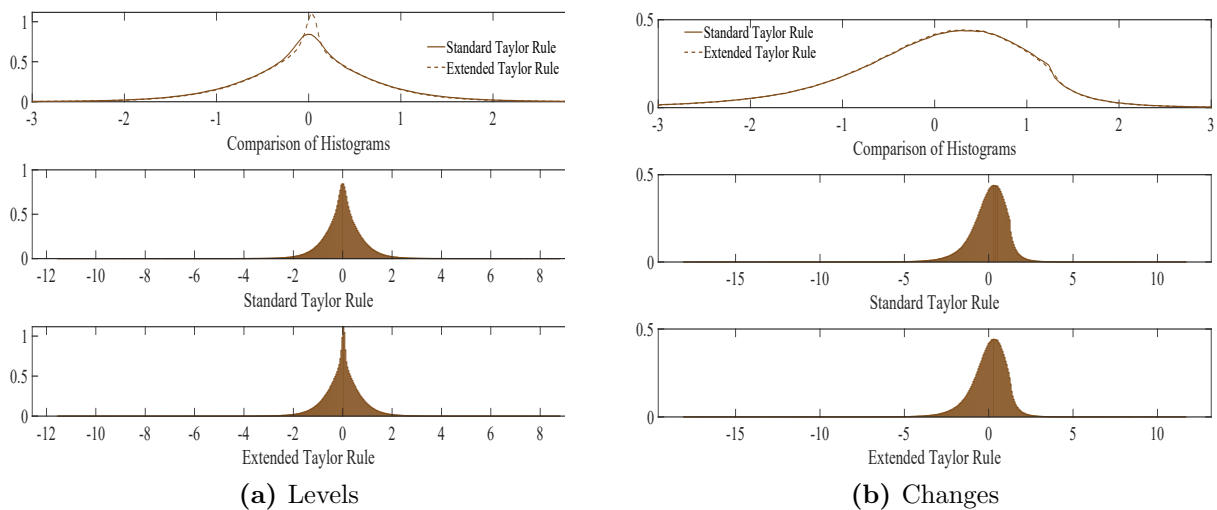 1
0.5
0
Standard Taylor Rule
Extended Taylor Rule
-3 -2 -1 0 1 2
Comparison of Histograms
1
0.5
0
-12 -10 -8 -6 -4 -2 0 2 4 6 8
Standard Taylor Rule
1
0.5
0
-12 -10 -8 -6 -4 -2 0 2 4 6 8
Extended Taylor Rule
(a) Levels
0.5
0
Standard Taylor Rule
Extended Taylor Rule
-3 -2 -1 0 1 2 3
Comparison of Histograms
0.5
0
-15 -10 -5 0 5 10
Standard Taylor Rule
0.5
0
-15 -10 -5 0 5 10
Extended Taylor Rule
(b) Changes